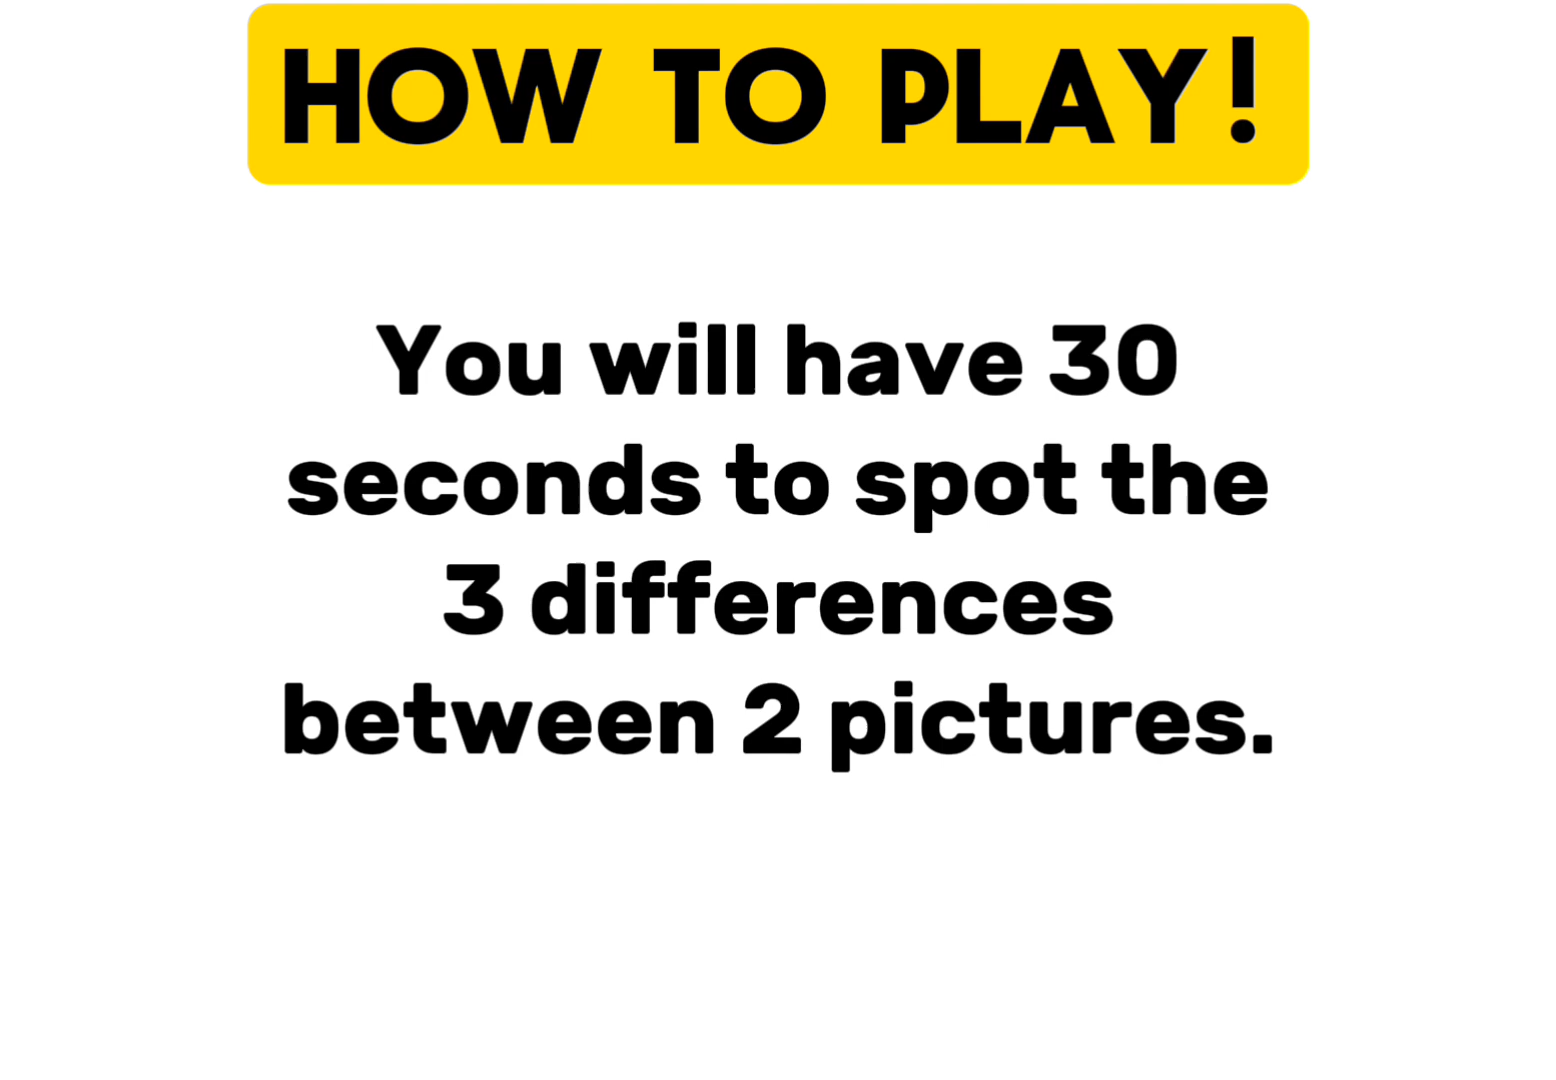 HOW TO PLAY!
You will have 30
seconds to spot the
3 differences
between 2 pictures.